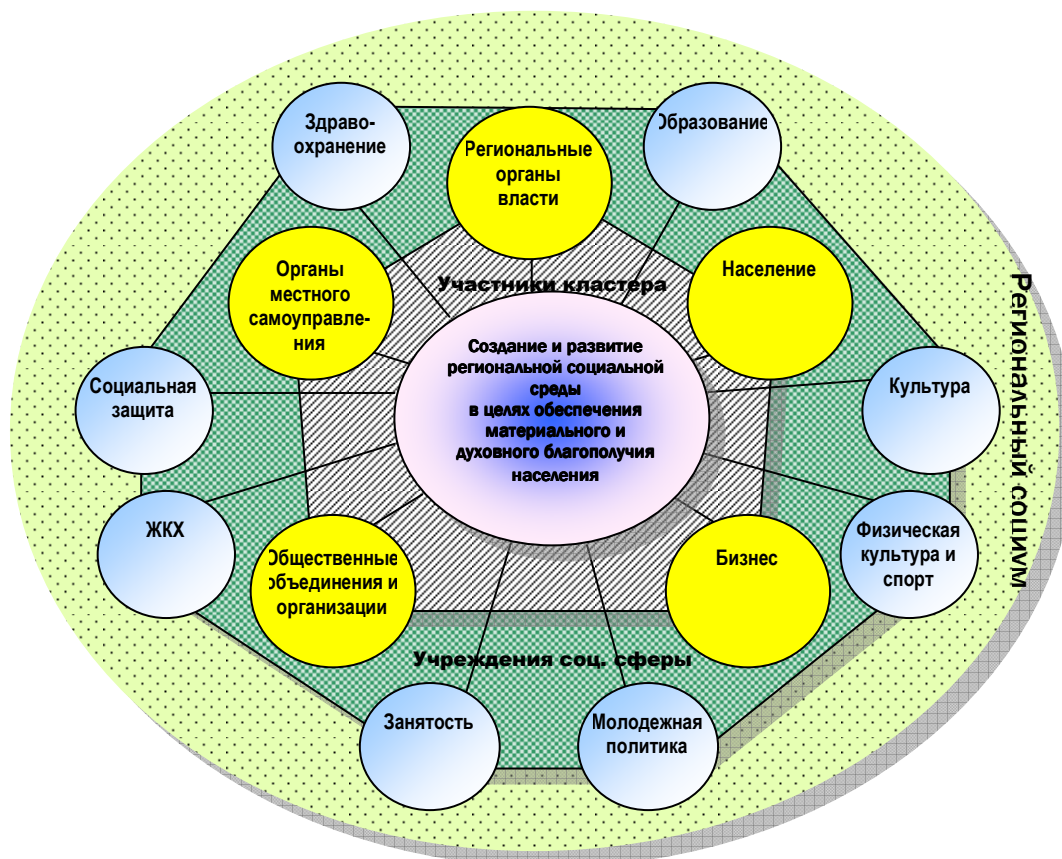 Здраво-
охранение
Региональные
органы
власти
Образование
Органы
местного
самоуправле-
ния
Участники кластера
Население
Региональный социум
Создание и развитие
региональной социальной
среды
в целях обеспечения
материального и
духовного благополучия
населения
Социальная
защита
Культура
ЖКХ
Общественные
объединения и
организации
Бизнес
Физическая
культура и
спорт
Учреждения соц. сферы
Занятость
Молодежная
политика